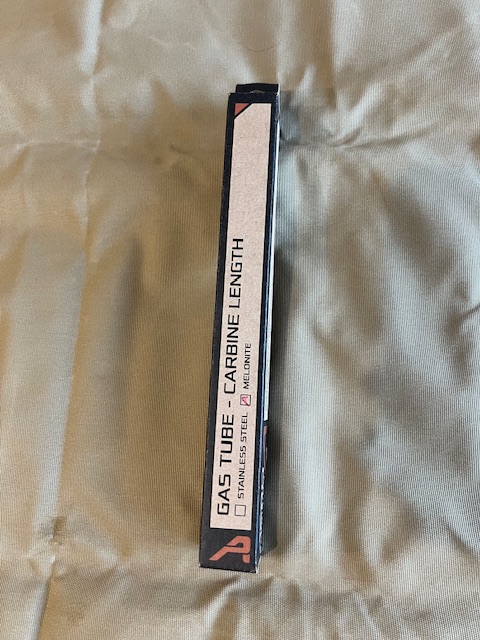 GAS TUBE - CARBINE LENGTH
STAINLESS STEEL MELONITE